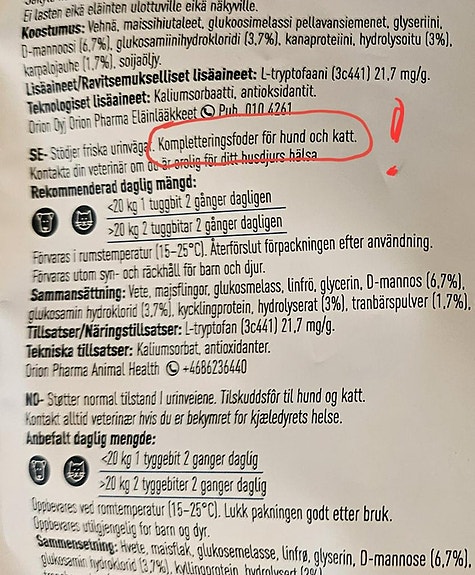 Ei lasten eikä eläinten ulottuville eikä näkyville.
Koostumus: Vehnä, maissihiutaleet, glukoosimelassi pellavansiemenet, glyseriini,
D-mannoosi (6,7%), glukosamiinihydrokloridi (3,7%), kanaproteiini, hydrolysoitu (3%),
karpalojauhe (1,7%), soijaöljy.
Lisäaineet/Ravitsemukselliset lisäaineet: L-tryptofaani (3c441) 21,7 mg/g.
Teknologiset lisäaineet: Kaliumsorbaatti, antioksidantit.
Orion Oyj Orion Pharma Eläinlääkkeet Puh. 010 4261
SE- Stödjer friska urinvägar. Kompletteringsfoder för hund och katt.
Kontakta din veterinär om du är orolig för ditt husdjurs hälsa
Rekommenderad daglig mängd:
<20 kg 1 tuggbit 2 gånger dagligen
>20 kg 2 tuggbitar 2 gånger dagligen
Förvaras i rumstemperatur (15-25°C). Återförslut förpackningen efter användning.
Förvaras utom syn- och räckhåll för barn och djur.
Sammansättning: Vete, majsflingor, glukosmelass, linfrö, glycerin, D-mannos (6,7%),
glukosamin hydroklorid (3,7%), kycklingprotein, hydrolyserat (3%), tranbärspulver (1,7%),
Tillsatser/Näringstillsatser: L-tryptofan (3c441) 21,7 mg/g.
Tekniska tillsatser: Kaliumsorbat, antioxidanter.
Orion Pharma Animal Health +4686236440
NO- Støtter normal tilstand I urinveiene. Tilskuddsfôr til hund og katt.
Kontakt alltid veterinær hvis du er bekymret for kjæledyrets helse.
Anbefalt daglig mengde:
<20 kg 1 tyggebit 2 ganger daglig
>20 kg 2 tyggebiter 2 ganger daglig
Oppbevares ved romtemperatur (15-25°C). Lukk pakningen godt etter bruk.
Oppbevares utilgjengelig for barn og dyr.
Sammensetning: Hvete, maisflak, glukosemelasse, linfrø, glyserin, D-mannose (6,7%),
glukosamin hydroklorid (3,7%), kyllingprotein, hydrolysert (3%),